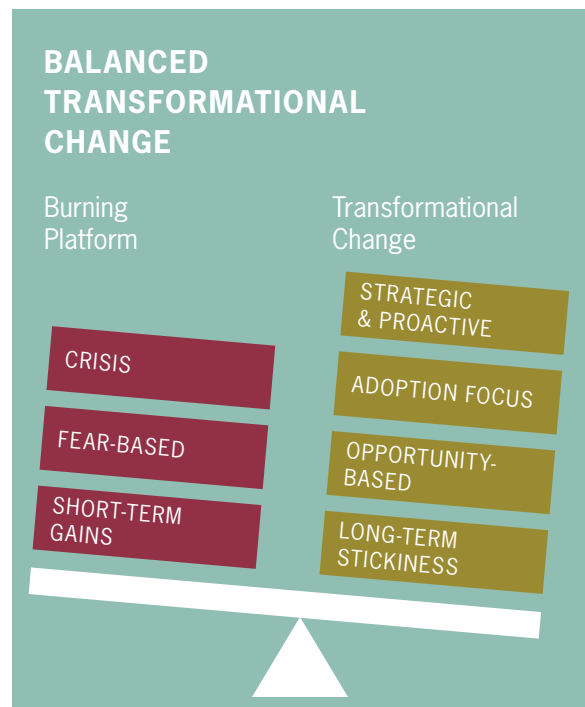 BALANCED
TRANSFORMATIONAL
CHANGE
Burning
Platform
CRISIS
FEAR-BASED
SHORT-TERM
GAINS
Transformational
Change
STRATEGIC
& PROACTIVE
ADOPTION FOCUS
OPPORTUNITY-
BASED
LONG-TERM
STICKINESS